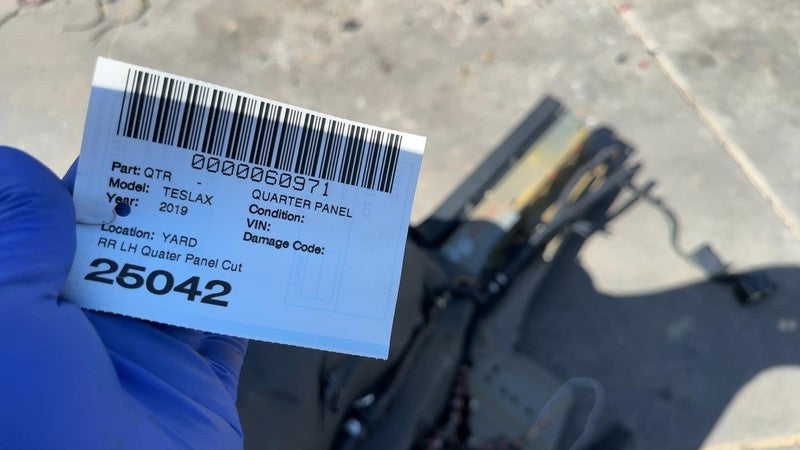 0000060971
Part: QTR - QUARTER PANEL
Model: TESLAX Condition:
Year: 2019 VIN:
Damage Code:
Location: YARD
RR LH Quater Panel Cut
25042